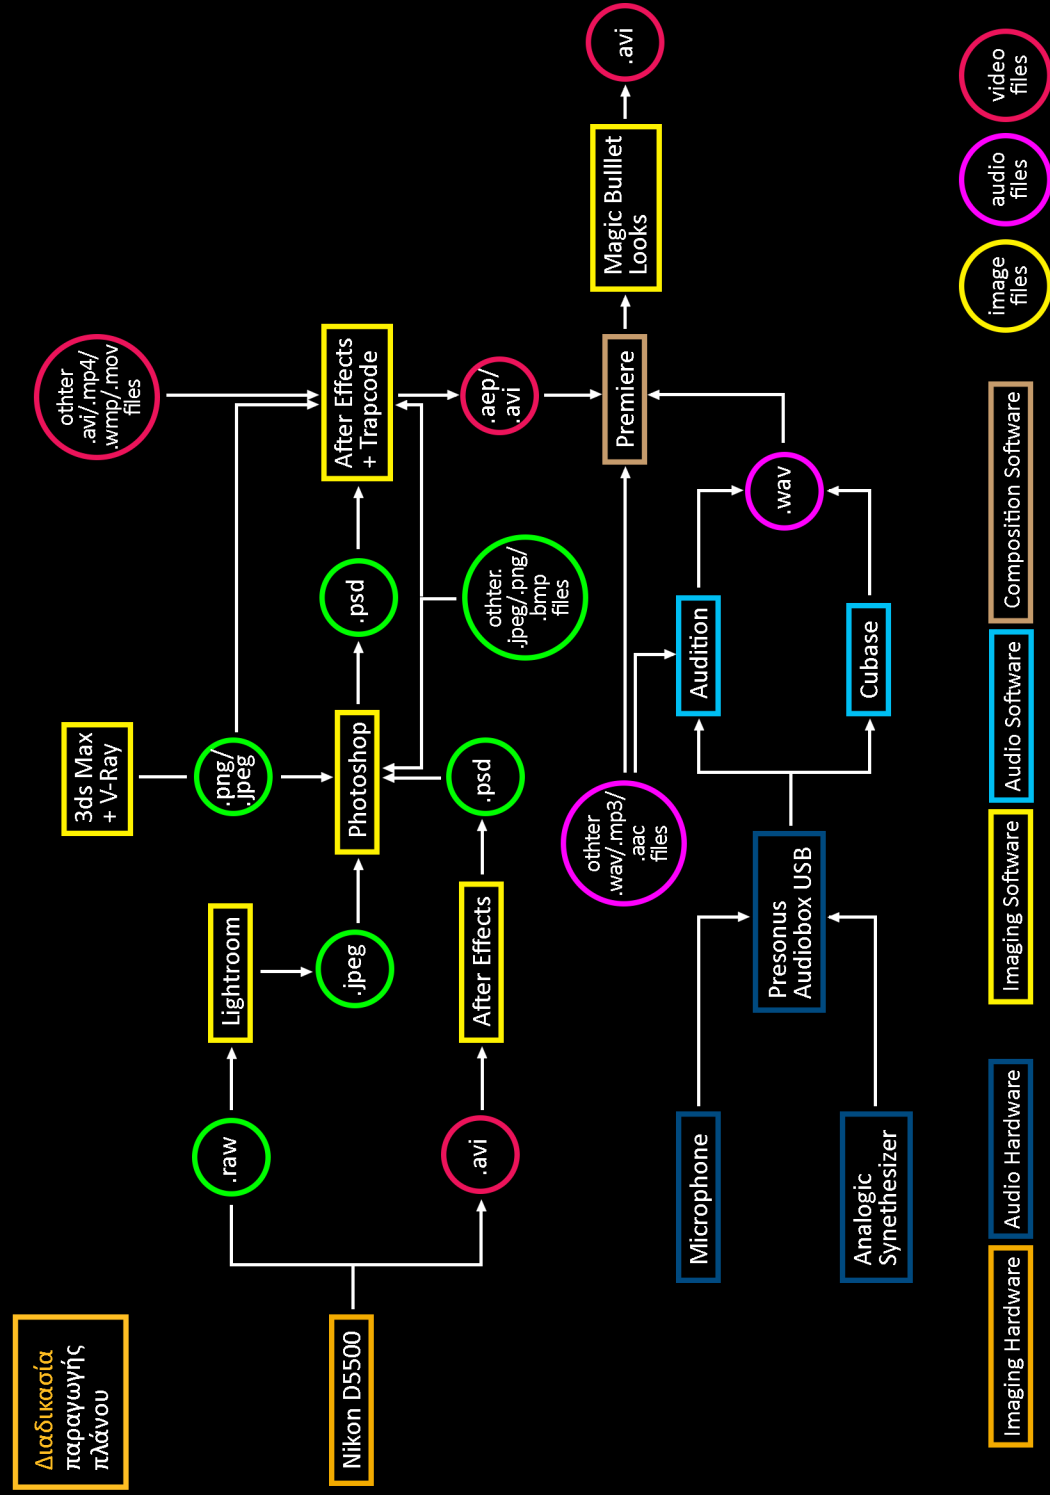 Διαδικασία
παραγωγής
πλάνου
Nikon D5500
.raw
.avi
Lightroom
.jpeg
After Effects
.psd
3ds Max
+ V-Ray
.png/
.jpeg
Photoshop
.psd
othter.
.jpeg/.png/
.bmp
files
othter
.avi/.mp4/
.wmp/.mov
files
After Effects
+ Trapcode
.aep/
.avi
Microphone
Analogic
Synethesizer
Presonus
Audiobox USB
othter
.wav/.mp3/
.aac
files
Audition
Cubase
.wav
Premiere
Magic Bulllet
Looks
.avi
Imaging Hardware
Audio Hardware
Imaging Software
Audio Software
Composition Software
image
files
audio
files
video
files